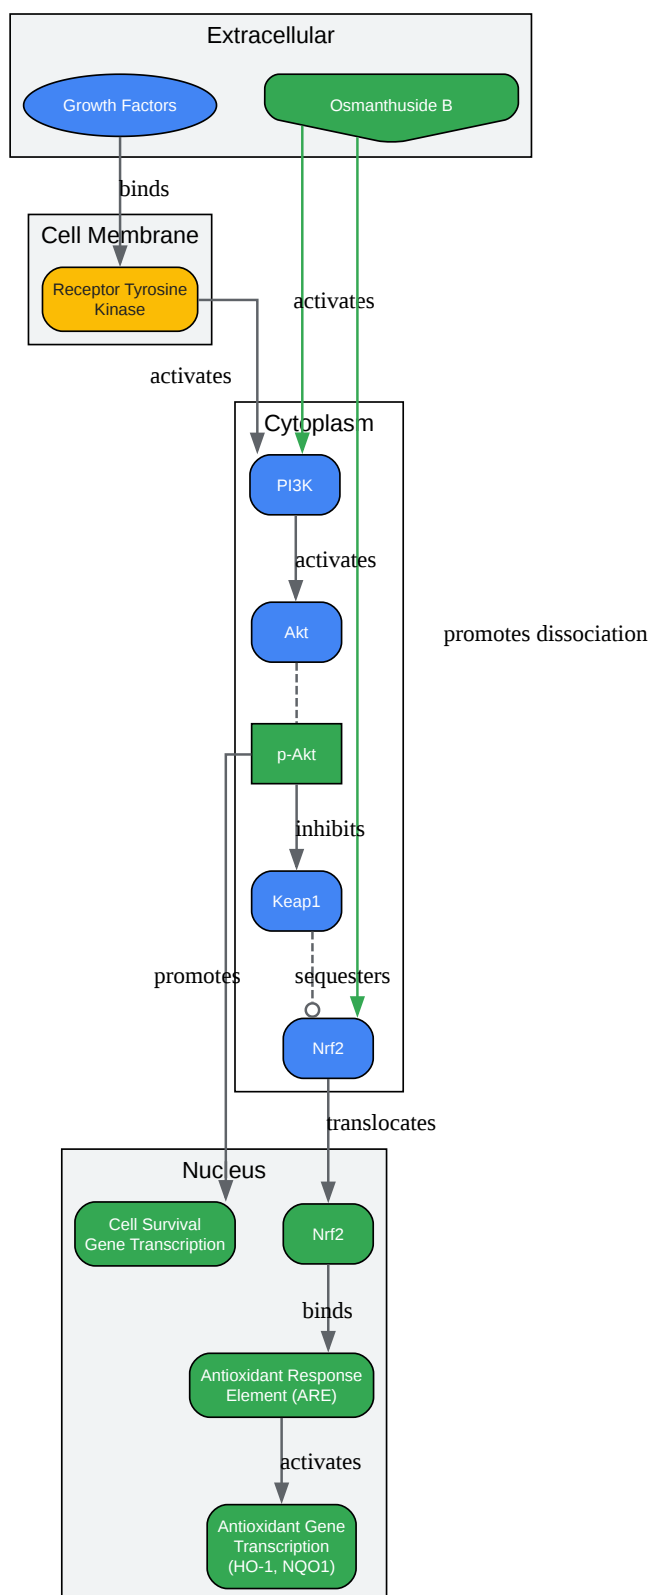 Extracellular
Growth Factors
Osmanthuside B
binds
Cell Membrane
Receptor Tyrosine
Kinase
activates
activates
Cytoplasm
PI3K
activates
Akt
promotes dissociation
p-Akt
inhibits
Keap1
promotes
sequesters
Nrf2
translocates
Nucleus
Cell Survival
Gene Transcription
Nrf2
binds
Antioxidant Response
Element (ARE)
activates
Antioxidant Gene
Transcription
(HO-1, NQO1)